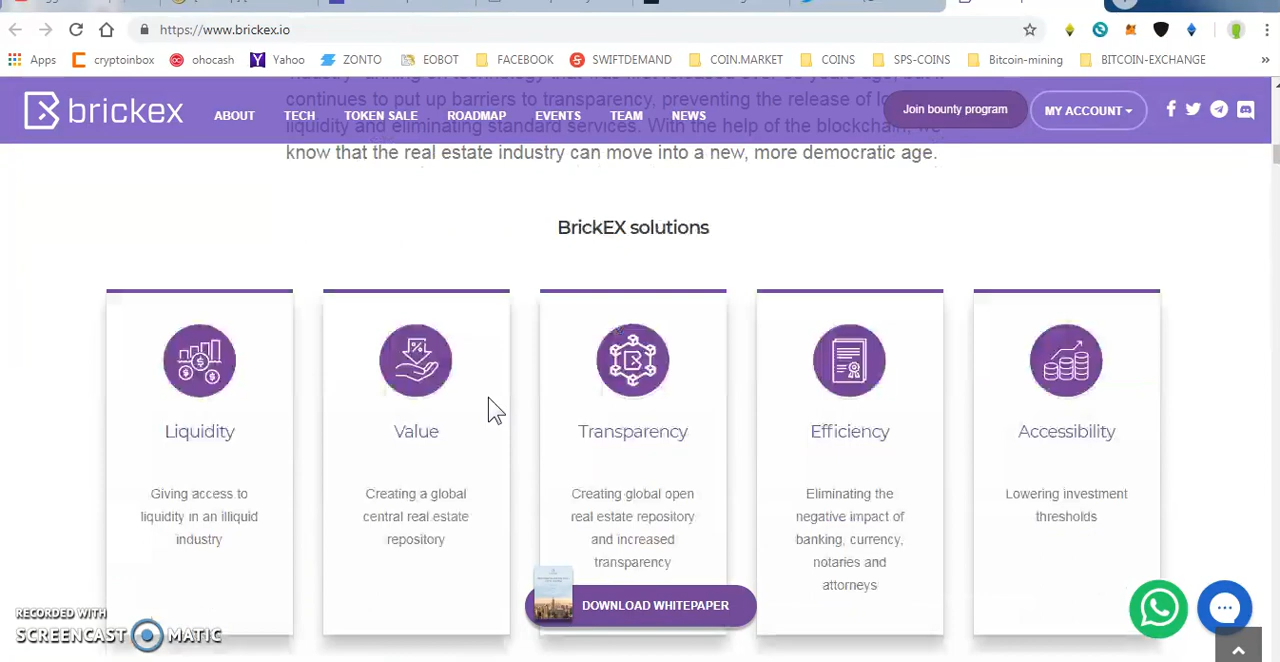 https://www.brickex.io
Apps cryptoinbox ohocash Yahoo ZONTO EOBOT FACEBOOK SWIFTDEMAND COIN.MARKET COINS SPS-COINS Bitcoin-mining BITCOIN-EXCHANGE »
continues to put up barriers to transparency, preventing the release of
brickex ABOUT TECH TOKEN SALE ROADMAP EVENTS TEAM NEWS Join bounty program MY ACCOUNT
liquidity and eliminating standard services. With the help of the blockchain, we
know that the real estate industry can move into a new, more democratic age.
BrickEX solutions
Liquidity
Giving access to
liquidity in an illiquid
industry
Value
Creating a global
central real estate
repository
Transparency
Creating global open
real estate repository
and increased
transparency
Efficiency
Eliminating the
negative impact of
banking, currency,
notaries and
attorneys
Accessibility
Lowering investment
thresholds
DOWNLOAD WHITEPAPER
RECORDED WITH
SCREENCAST MATIC